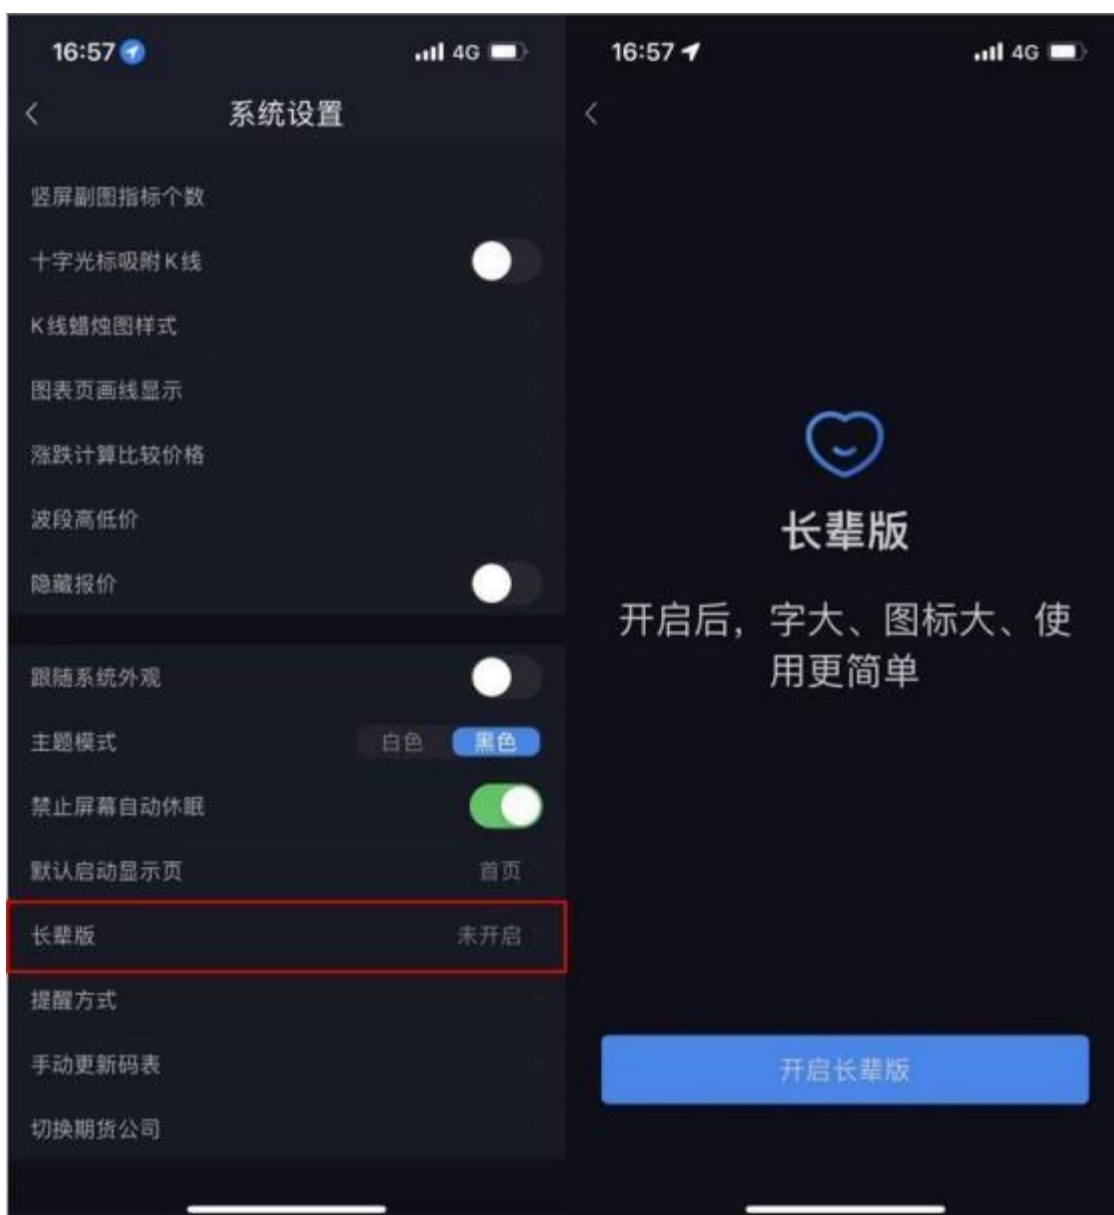 16:57
4G
系统设置
竖屏副图指标个数
十字光标吸附K线
K线蜡烛图样式
图表页画线显示
涨跌计算比较价格
波段高低价
隐藏报价
跟随系统外观
主题模式 白色 黑色
禁止屏幕自动休眠
默认启动显示页 首页
长辈版 未开启
提醒方式
手动更新码表
切换期货公司
16:57
4G
长辈版
开启后，字大、图标大、使
用更简单
开启长辈版